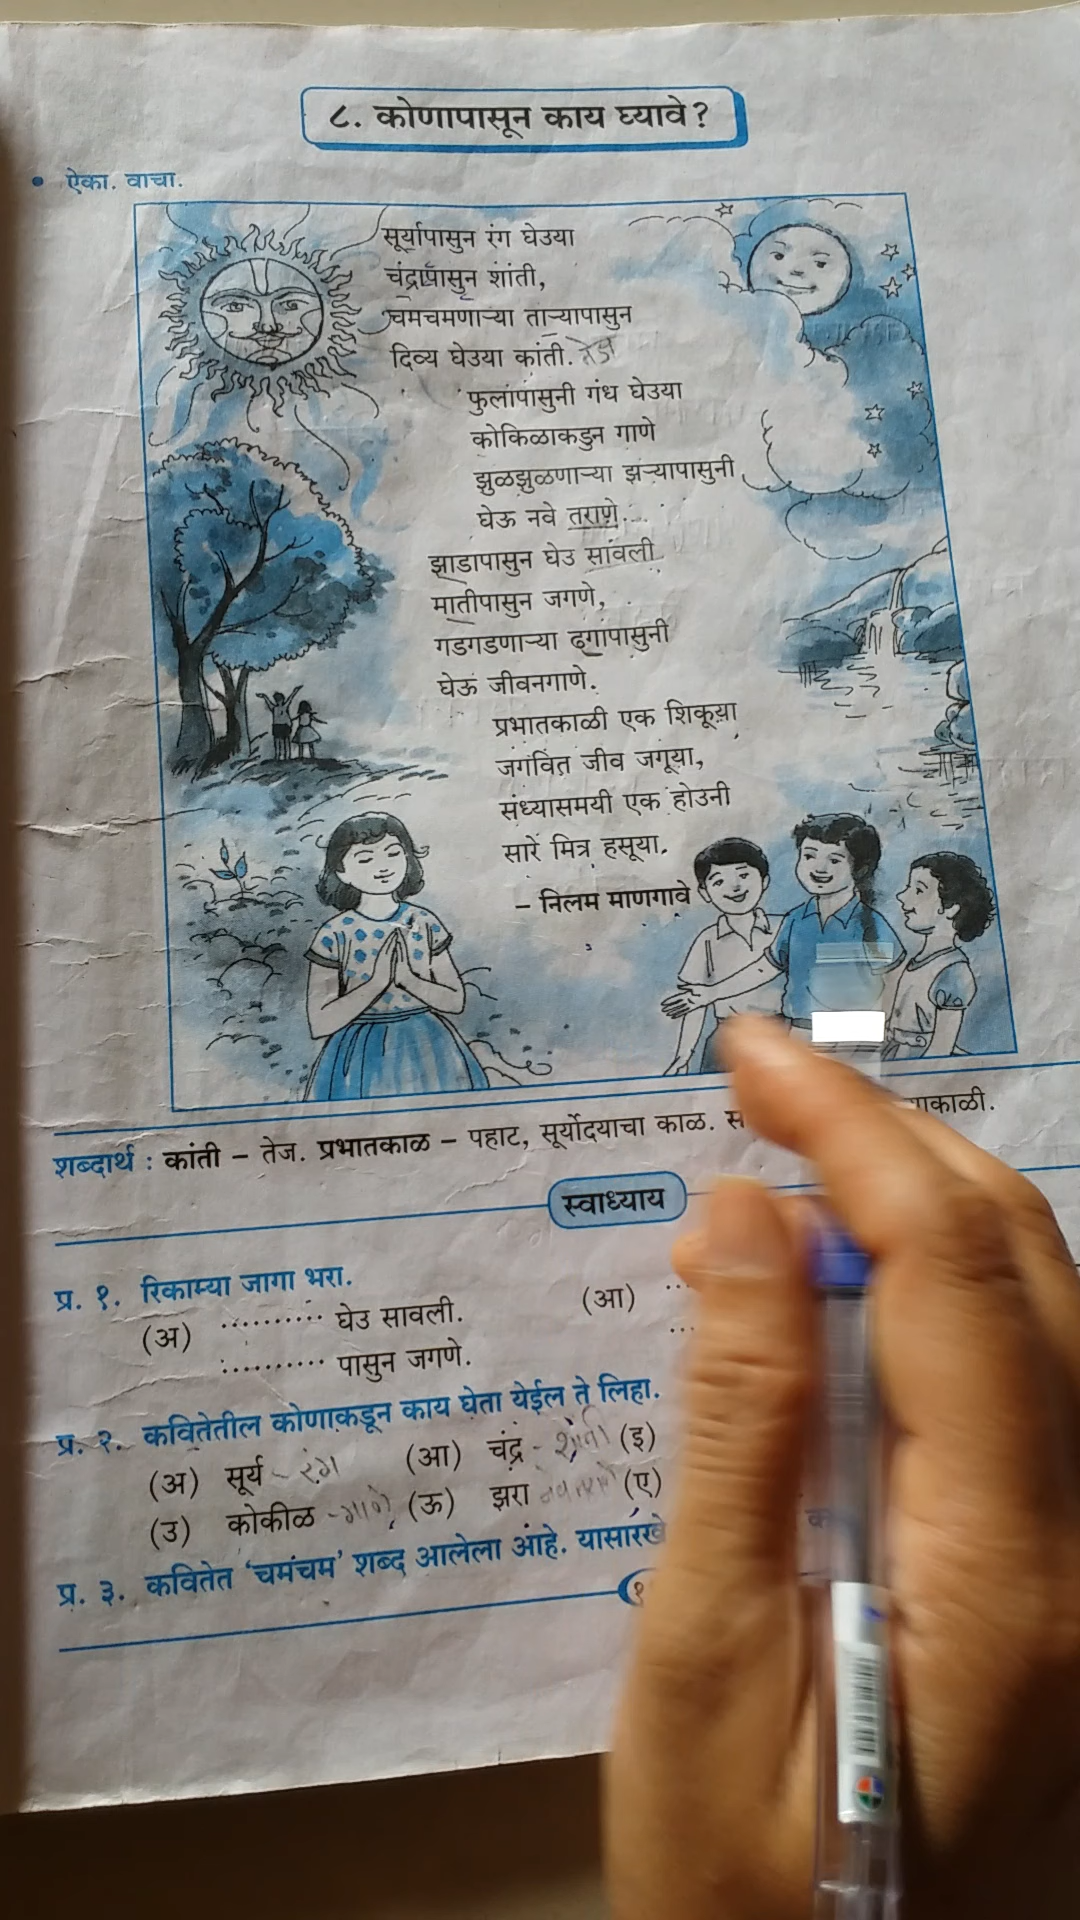 ८. कोणापासून काय घ्यावे?
• ऐका. वाचा.
सूर्यापासुन रंग घेउया
चंद्रापासुन शांती,
चमचमणाऱ्या ताऱ्यापासुन
दिव्य घेउया कांती. तेज
फुलांपासुनी गंध घेउया
कोकिळाकडुन गाणे
झुळझुळणाऱ्या झऱ्यापासुनी
घेऊ नवे तराणे.
झाडापासुन घेउ सावली
मातीपासुन जगणे,
गडगडणाऱ्या ढगांपासुनी
घेऊ जीवनगाणे.
प्रभातकाळी एक शिकूया
जगवित जीव जगूया,
संध्यासमयी एक होउनी
सारे मित्र हसूया.
- निलम माणगावे
शब्दार्थ : कांती - तेज. प्रभातकाळ - पहाट, सूर्योदयाचा काळ.
स्वाध्याय
प्र. १. रिकाम्या जागा भरा.
(अ) .......... घेउ सावली. (आ)
.......... पासुन जगणे.
प्र. २. कवितेतील कोणाकडून काय घेता येईल ते लिहा.
(अ) सूर्य - रंग (आ) चंद्र - शांती (इ)
(उ) कोकीळ - गाणे, (ऊ) झरा (ए)
प्र. ३. कवितेत 'चमचम' शब्द आलेला आहे. यासारखे